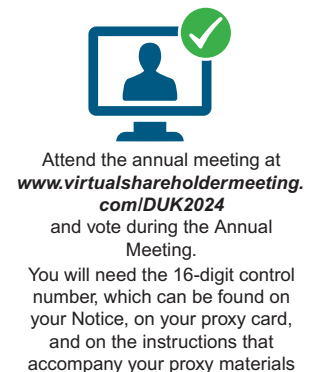 Attend the annual meeting at
www.virtualshareholdermeeting.
com/DUK2024
and vote during the Annual
Meeting.
You will need the 16-digit control
number, which can be found on
your Notice, on your proxy card,
and on the instructions that
accompany your proxy materials